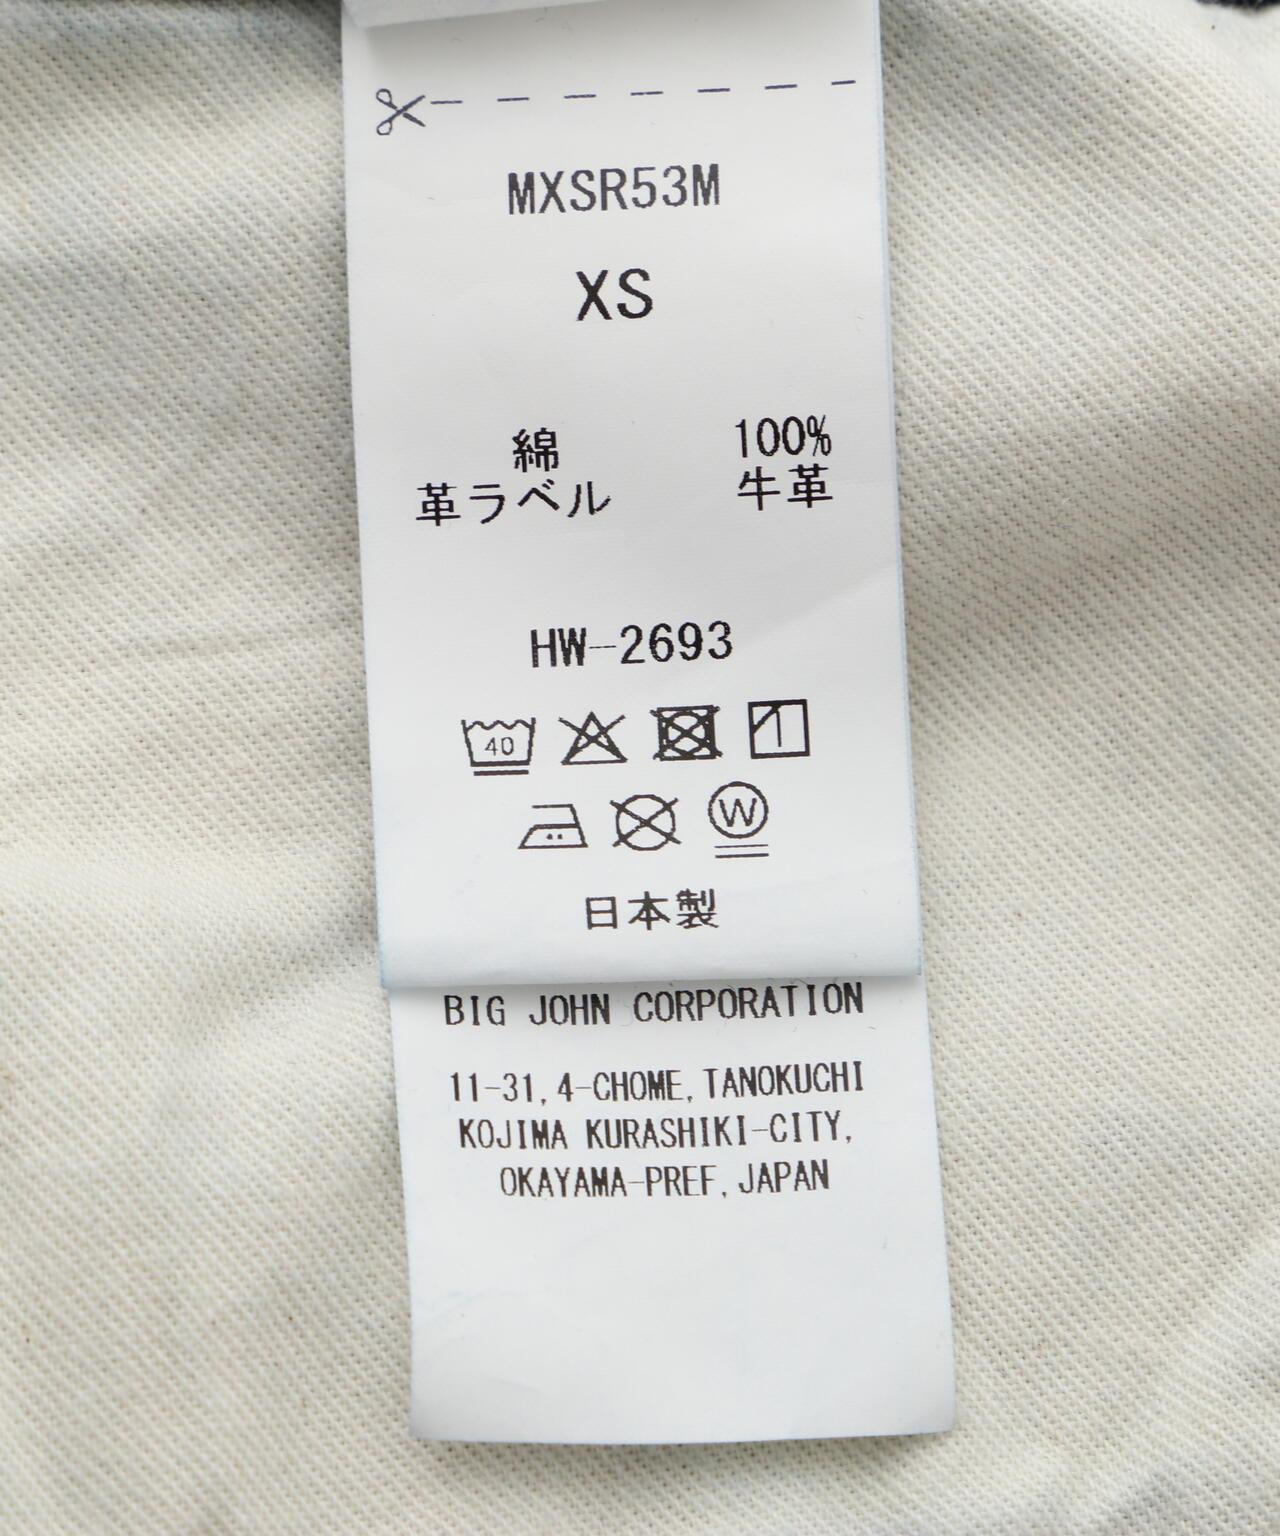 MXSR53M
XS
綿 100%
革ラベル 牛革
HW-2693
40
W
日本製
BIG JOHN CORPORATION
11-31, 4-CHOME, TANOKUCHI
KOJIMA KURASHIKI-CITY,
OKAYAMA-PREF, JAPAN